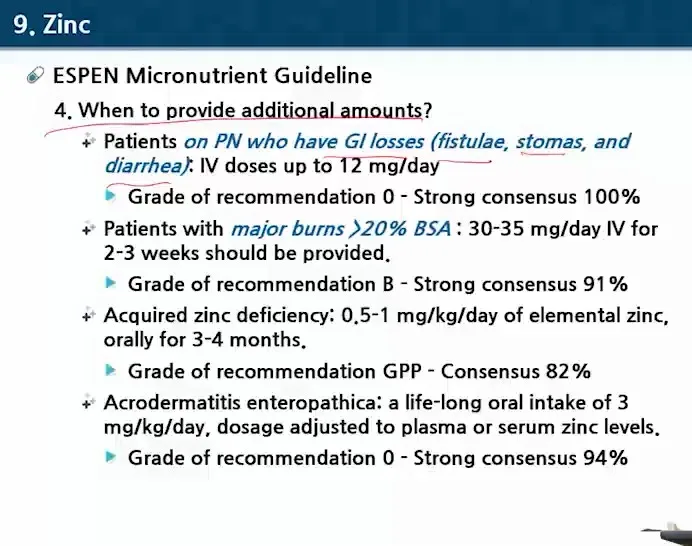 9. Zinc
ESPEN Micronutrient Guideline
4. When to provide additional amounts?
Patients on PN who have GI losses (fistulae, stomas, and
diarrhea): IV doses up to 12 mg/day
Grade of recommendation 0 - Strong consensus 100%
Patients with major burns >20% BSA : 30-35 mg/day IV for
2-3 weeks should be provided.
Grade of recommendation B - Strong consensus 91%
Acquired zinc deficiency: 0.5-1 mg/kg/day of elemental zinc,
orally for 3-4 months.
Grade of recommendation GPP - Consensus 82%
Acrodermatitis enteropathica: a life-long oral intake of 3
mg/kg/day, dosage adjusted to plasma or serum zinc levels.
Grade of recommendation 0 - Strong consensus 94%